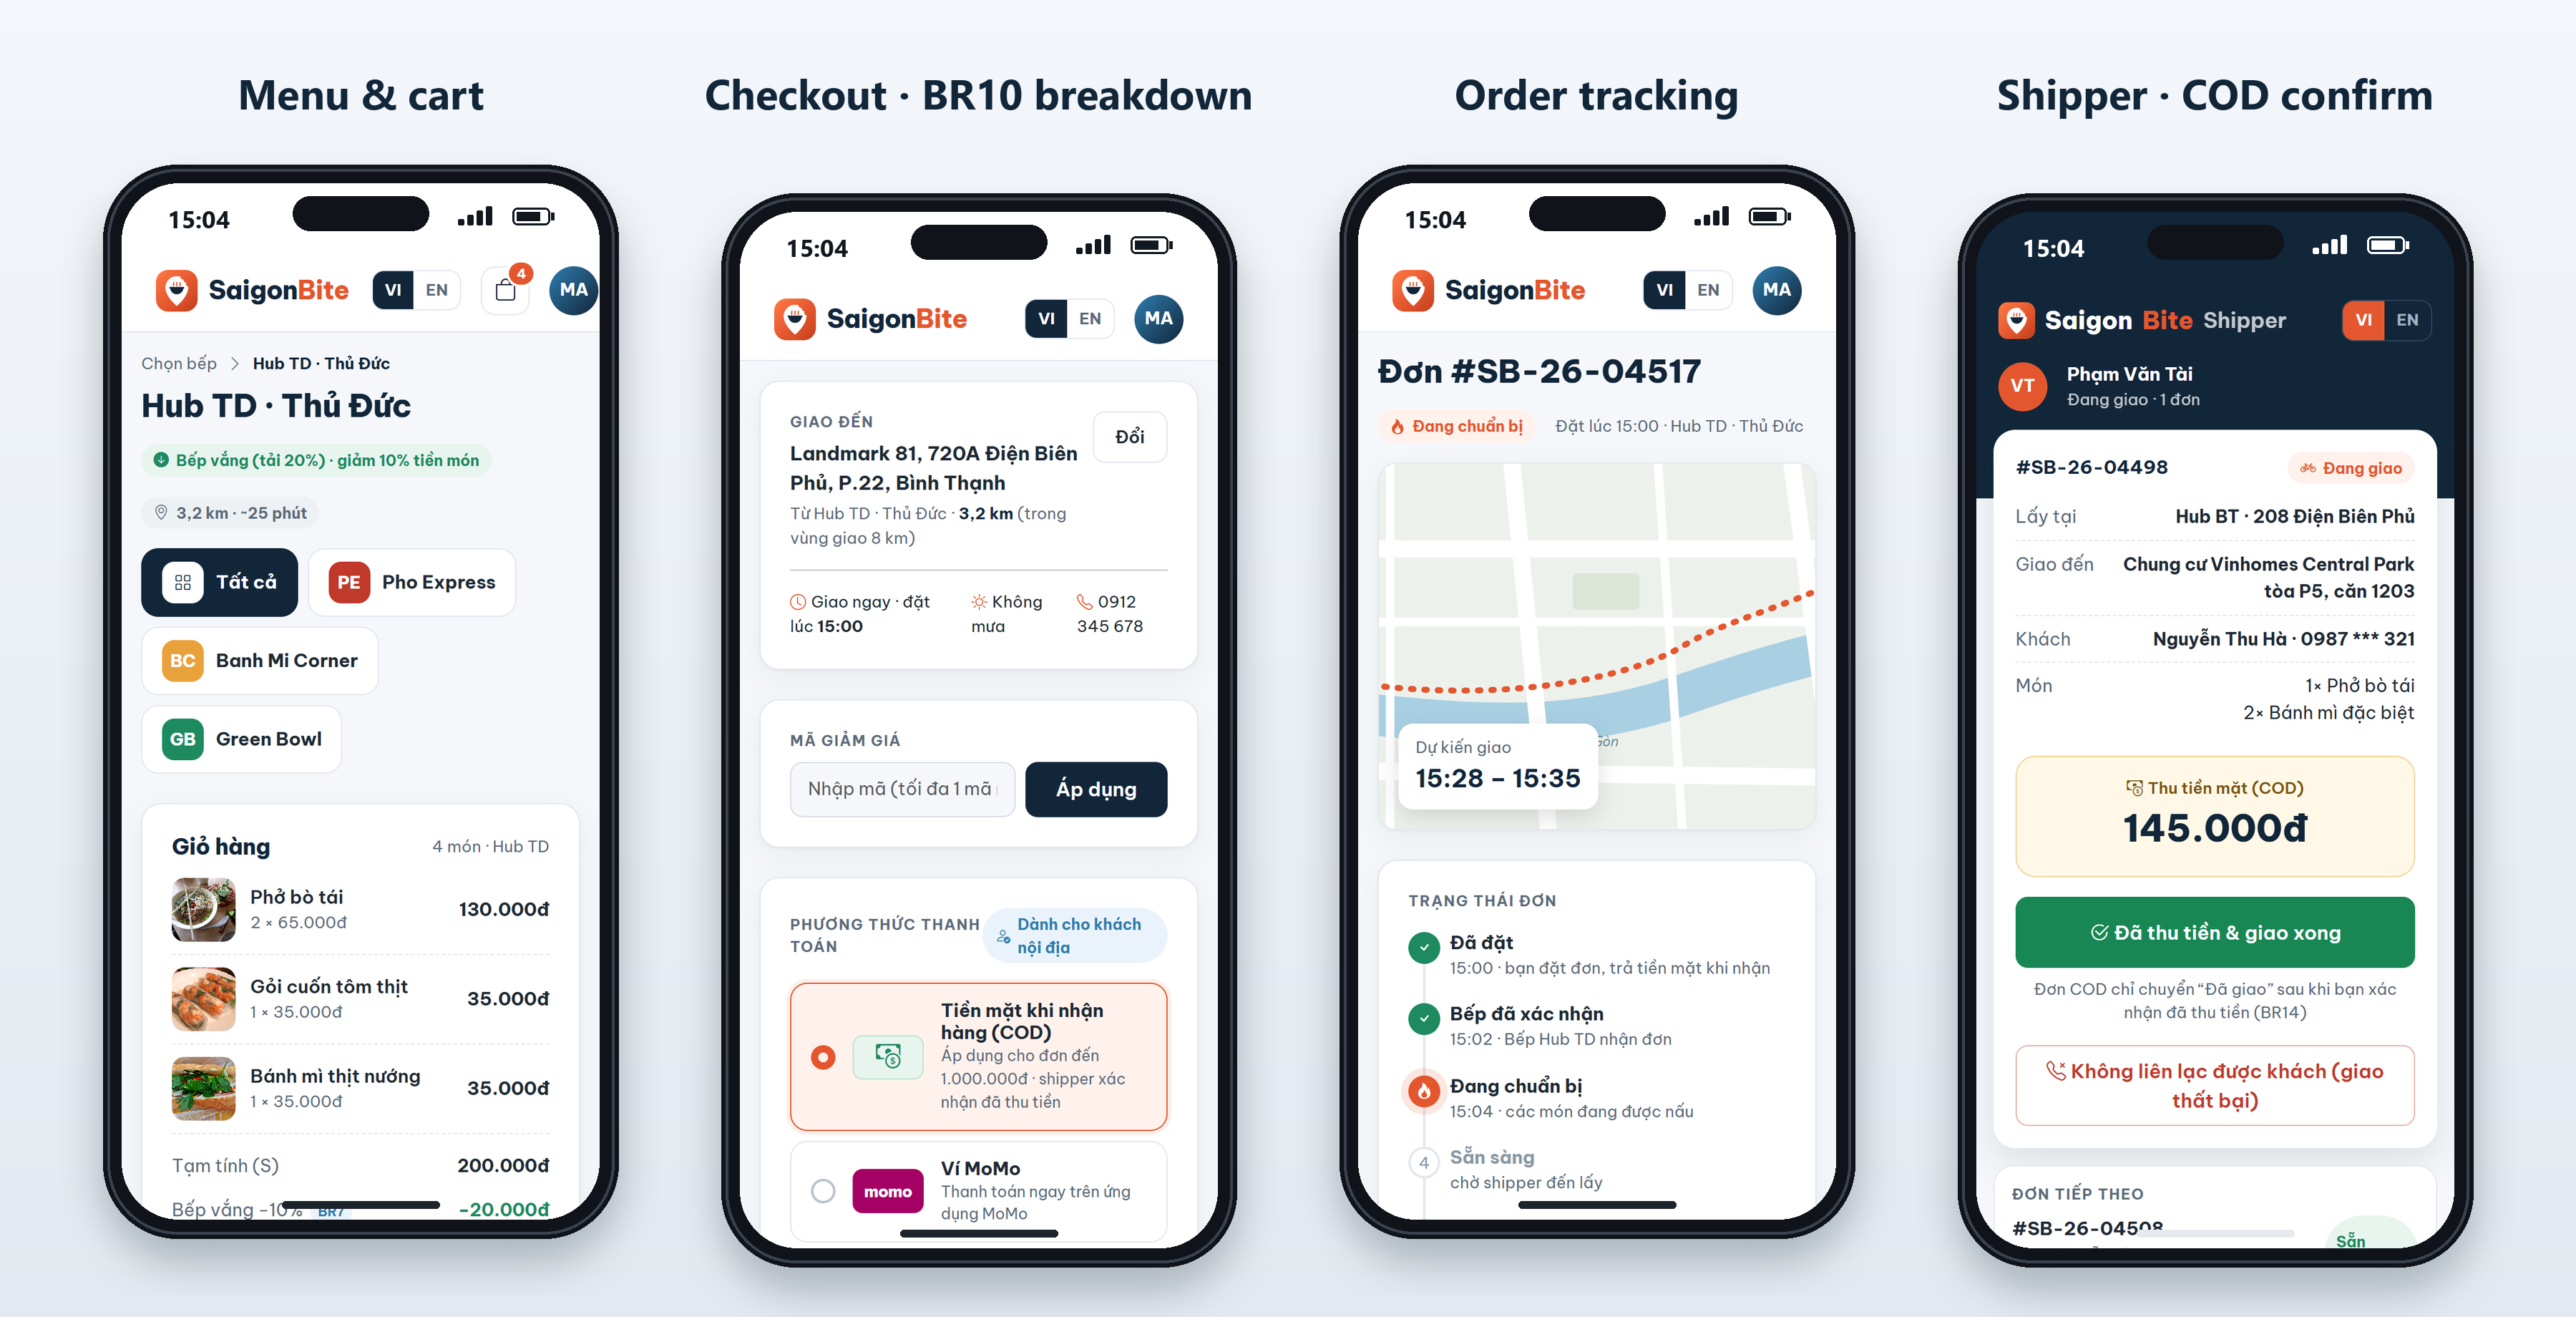 Menu & cart
15:04
SaigonBite
VI EN
4
MA
Chọn bếp > Hub TD · Thủ Đức
Hub TD · Thủ Đức
Bếp vắng (tải 20%) · giảm 10% tiền món
3,2 km · ~25 phút
Tất cả
PE Pho Express
BC Banh Mi Corner
GB Green Bowl
Giỏ hàng
4 món · Hub TD
Phở bò tái
2 × 65.000đ
130.000đ
Gỏi cuốn tôm thịt
1 × 35.000đ
35.000đ
Bánh mì thịt nướng
1 × 35.000đ
35.000đ
Tạm tính (S)
200.000đ
Bếp vắng −10% BR7
−20.000đ
Checkout · BR10 breakdown
15:04
SaigonBite
VI EN
MA
GIAO ĐẾN
Landmark 81, 720A Điện Biên
Phủ, P.22, Bình Thạnh
Đổi
Từ Hub TD · Thủ Đức · 3,2 km (trong
vùng giao 8 km)
Giao ngay · đặt
lúc 15:00
Không
mưa
0912
345 678
MÃ GIẢM GIÁ
Nhập mã (tối đa 1 mã
Áp dụng
PHƯƠNG THỨC THANH
TOÁN
Dành cho khách
nội địa
Tiền mặt khi nhận
hàng (COD)
Áp dụng cho đơn đến
1.000.000đ · shipper xác
nhận đã thu tiền
momo
Ví MoMo
Thanh toán ngay trên ứng
dụng MoMo
Order tracking
15:04
SaigonBite
VI EN
MA
Đơn #SB-26-04517
Đang chuẩn bị
Đặt lúc 15:00 · Hub TD · Thủ Đức
Gòn
Dự kiến giao
15:28 – 15:35
TRẠNG THÁI ĐƠN
Đã đặt
15:00 · bạn đặt đơn, trả tiền mặt khi nhận
Bếp đã xác nhận
15:02 · Bếp Hub TD nhận đơn
Đang chuẩn bị
15:04 · các món đang được nấu
4
Sẵn sàng
chờ shipper đến lấy
Shipper · COD confirm
15:04
Saigon Bite Shipper
VI EN
VT
Phạm Văn Tài
Đang giao · 1 đơn
#SB-26-04498
Đang giao
Lấy tại
Hub BT · 208 Điện Biên Phủ
Giao đến
Chung cư Vinhomes Central Park
tòa P5, căn 1203
Khách
Nguyễn Thu Hà · 0987 *** 321
Món
1× Phở bò tái
2× Bánh mì đặc biệt
Thu tiền mặt (COD)
145.000đ
Đã thu tiền & giao xong
Đơn COD chỉ chuyển “Đã giao” sau khi bạn xác
nhận đã thu tiền (BR14)
Không liên lạc được khách (giao
thất bại)
ĐƠN TIẾP THEO
#SB-26-04508
Sẵn